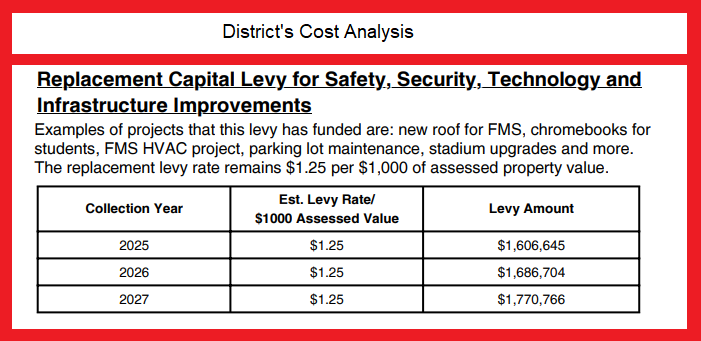 District's Cost Analysis
Replacement Capital Levy for Safety, Security, Technology and
Infrastructure Improvements
Examples of projects that this levy has funded are: new roof for FMS, chromebooks for
students, FMS HVAC project, parking lot maintenance, stadium upgrades and more.
The replacement levy rate remains $1.25 per $1,000 of assessed property value.
Collection Year
Est. Levy Rate/
$1000 Assessed Value
Levy Amount
2025 $1.25 $1,606,645
2026 $1.25 $1,686,704
2027 $1.25 $1,770,766